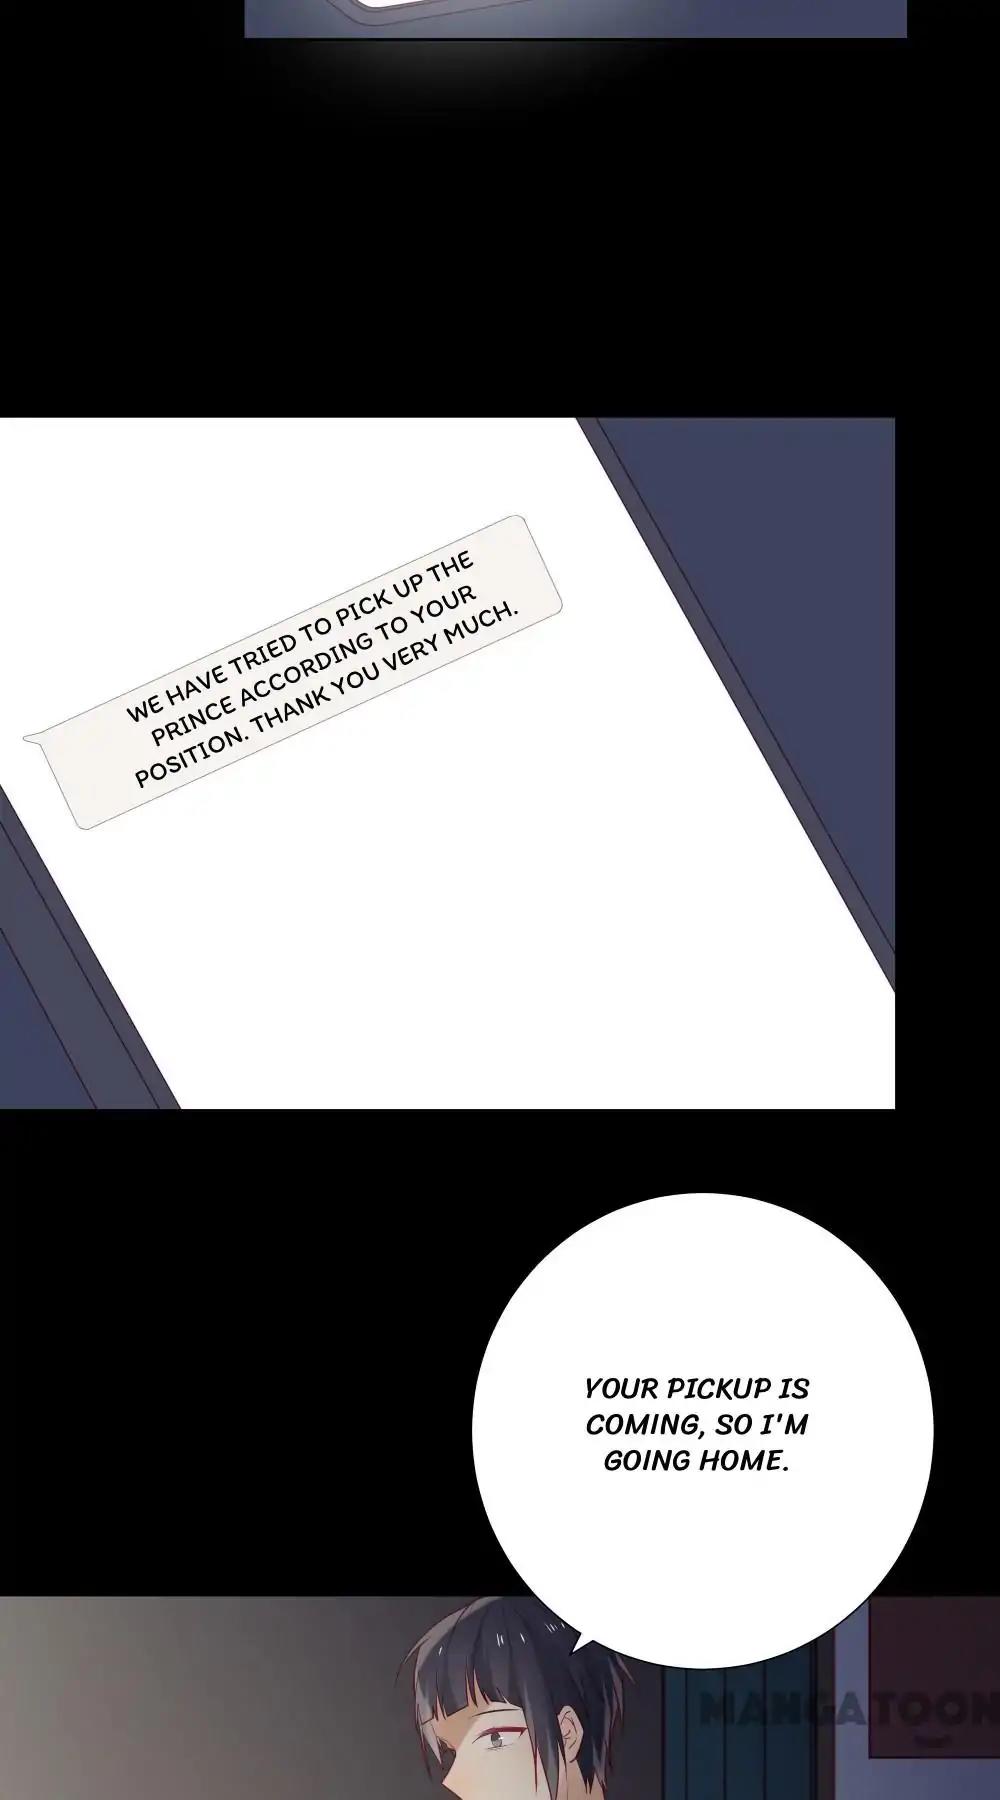 WE HAVE TRIED TO PICK UP THE
PRINCE ACCORDING TO YOUR
POSITION. THANK YOU VERY MUCH.
YOUR PICKUP IS
COMING, SO I'M
GOING HOME.
MANGATOON